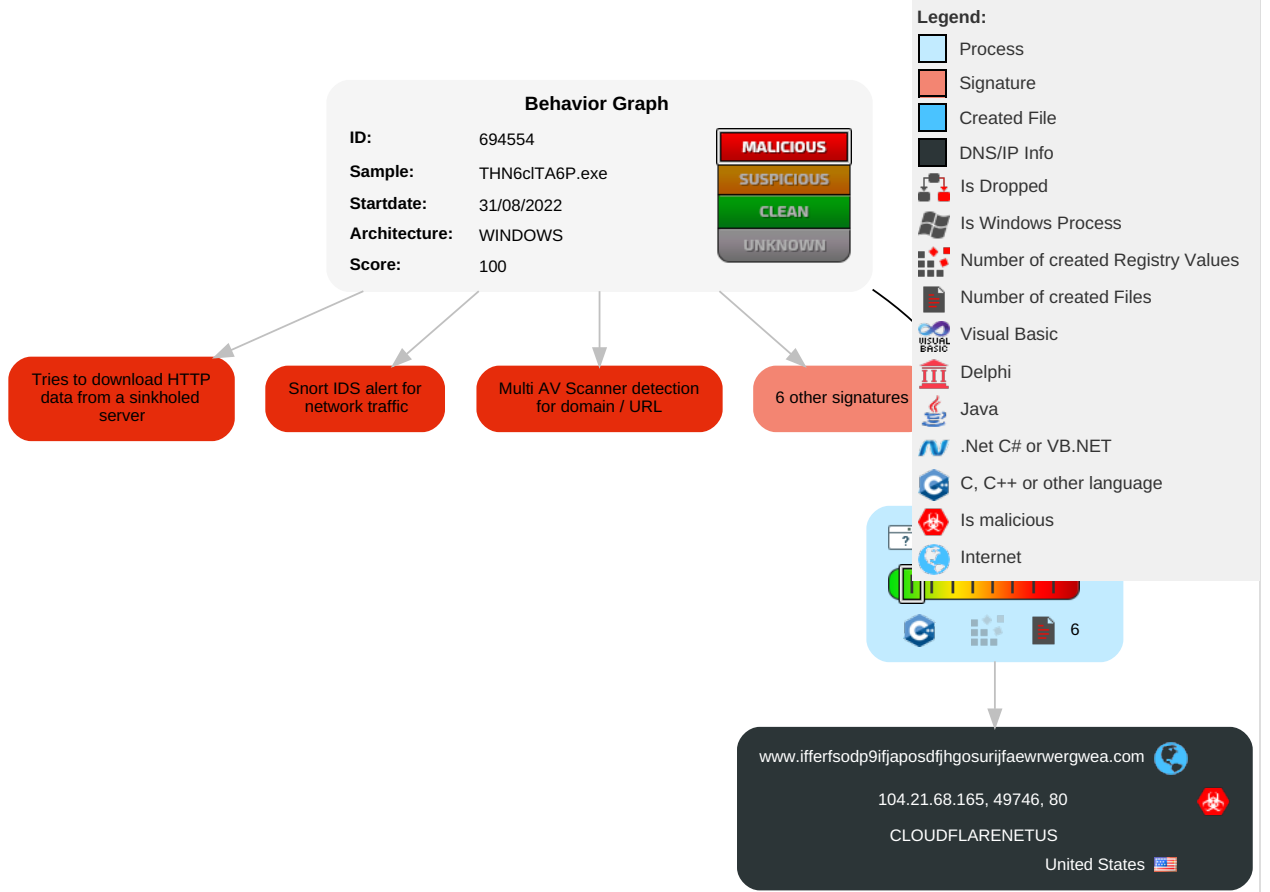 Behavior Graph
ID: 694554
Sample: THN6clTA6P.exe
Startdate: 31/08/2022
Architecture: WINDOWS
Score: 100
MALICIOUS
SUSPICIOUS
CLEAN
UNKNOWN
Legend:
Process
Signature
Created File
DNS/IP Info
Is Dropped
Is Windows Process
Number of created Registry Values
Number of created Files
VISUAL
BASIC
Visual Basic
Delphi
Java
.Net C# or VB.NET
C, C++ or other language
Is malicious
Internet
Tries to download HTTP
data from a sinkholed
server
Snort IDS alert for
network traffic
Multi AV Scanner detection
for domain / URL
6 other signatures
?
6
www.ifferfsodp9ifjaposdfjhgosurijfaewrwergwea.com
104.21.68.165, 49746, 80
CLOUDFLARENETUS
United States